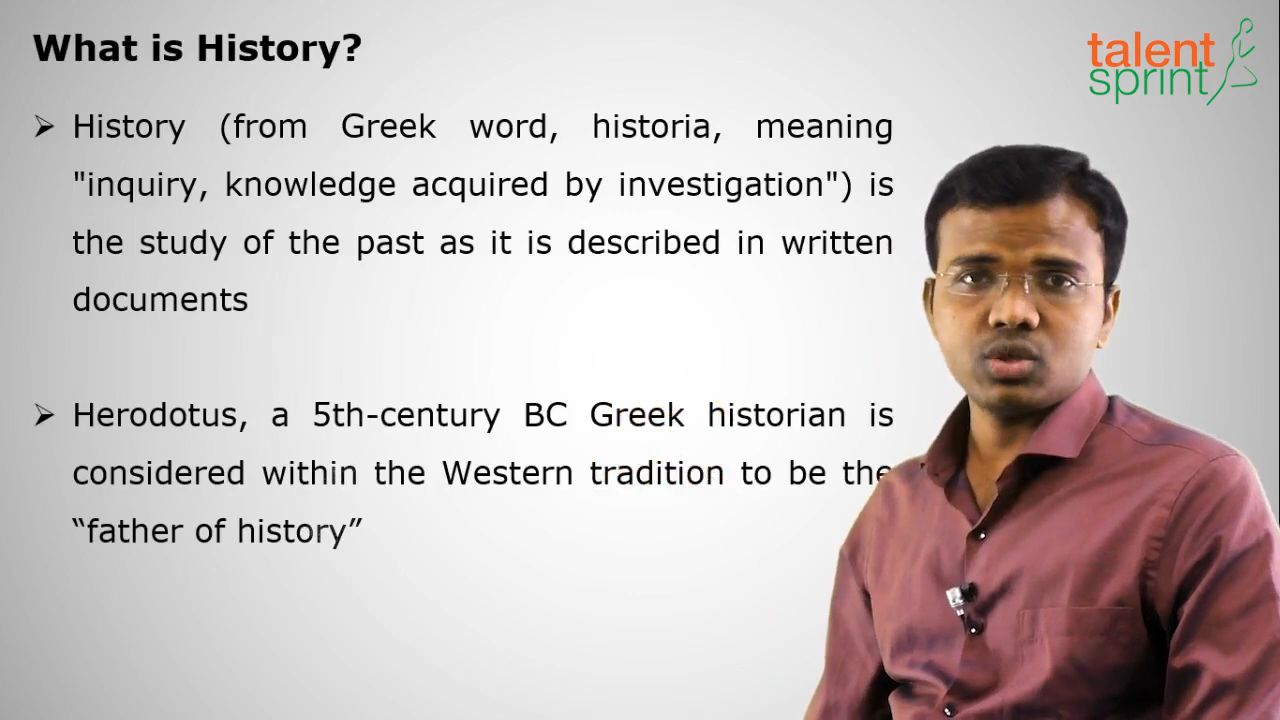 What is History?
talent
sprint
➢ History (from Greek word, historia, meaning
"inquiry, knowledge acquired by investigation") is
the study of the past as it is described in written
documents
➢ Herodotus, a 5th-century BC Greek historian is
considered within the Western tradition to be the
“father of history”